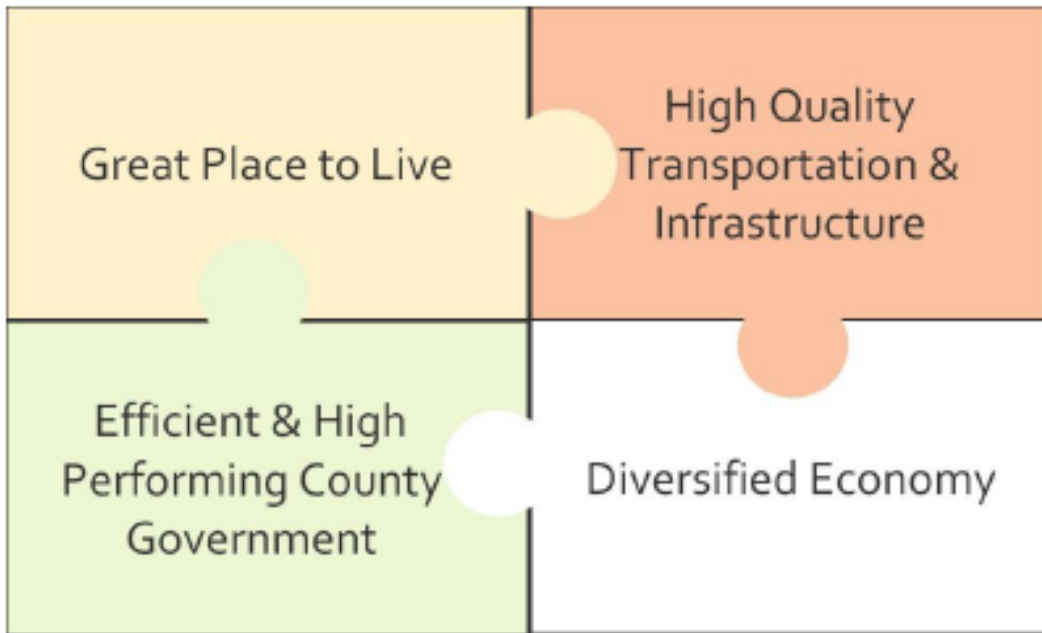 Great Place to Live
High Quality
Transportation &
Infrastructure
Efficient & High
Performing County
Government
Diversified Economy